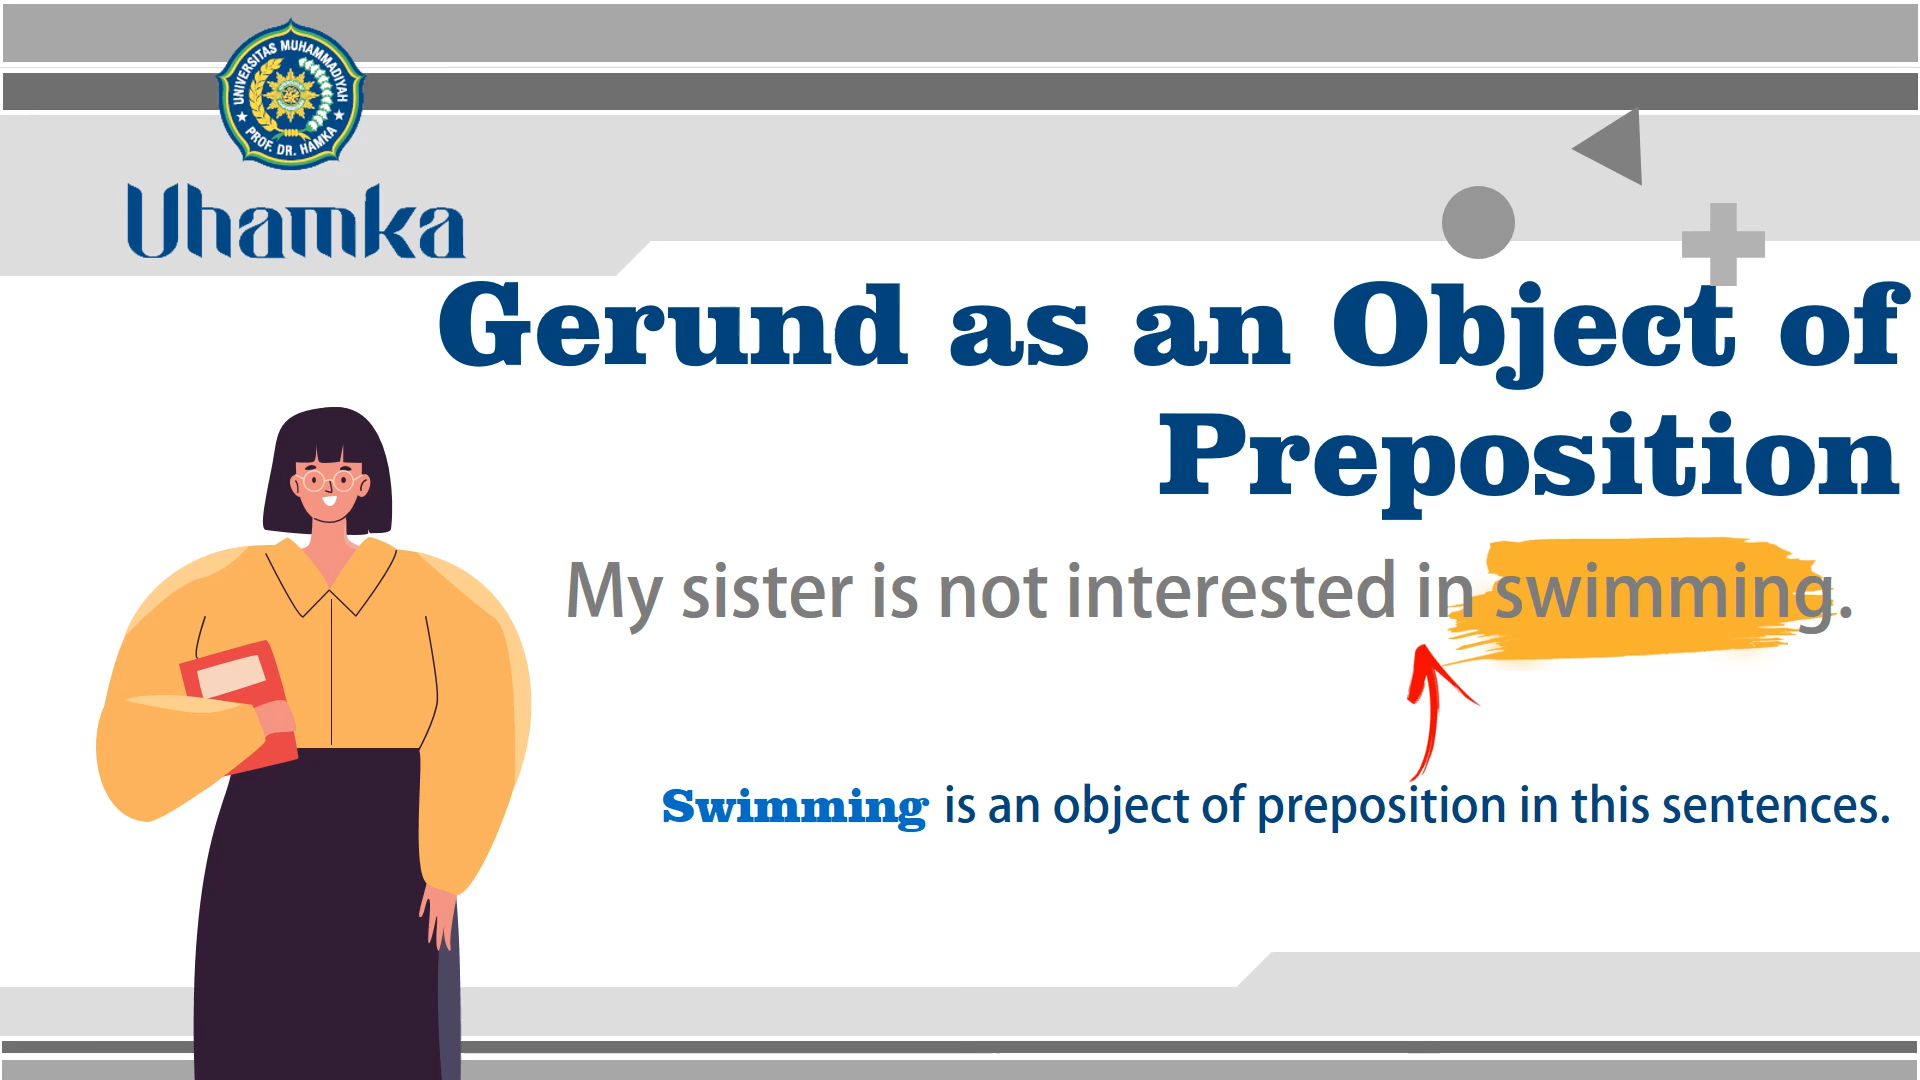 UNIVERSITAS MUHAMMADIYAH
PROF. DR. HAMKA
Uhamka
Gerund as an Object of
Preposition
My sister is not interested in swimming.
Swimming is an object of preposition in this sentences.